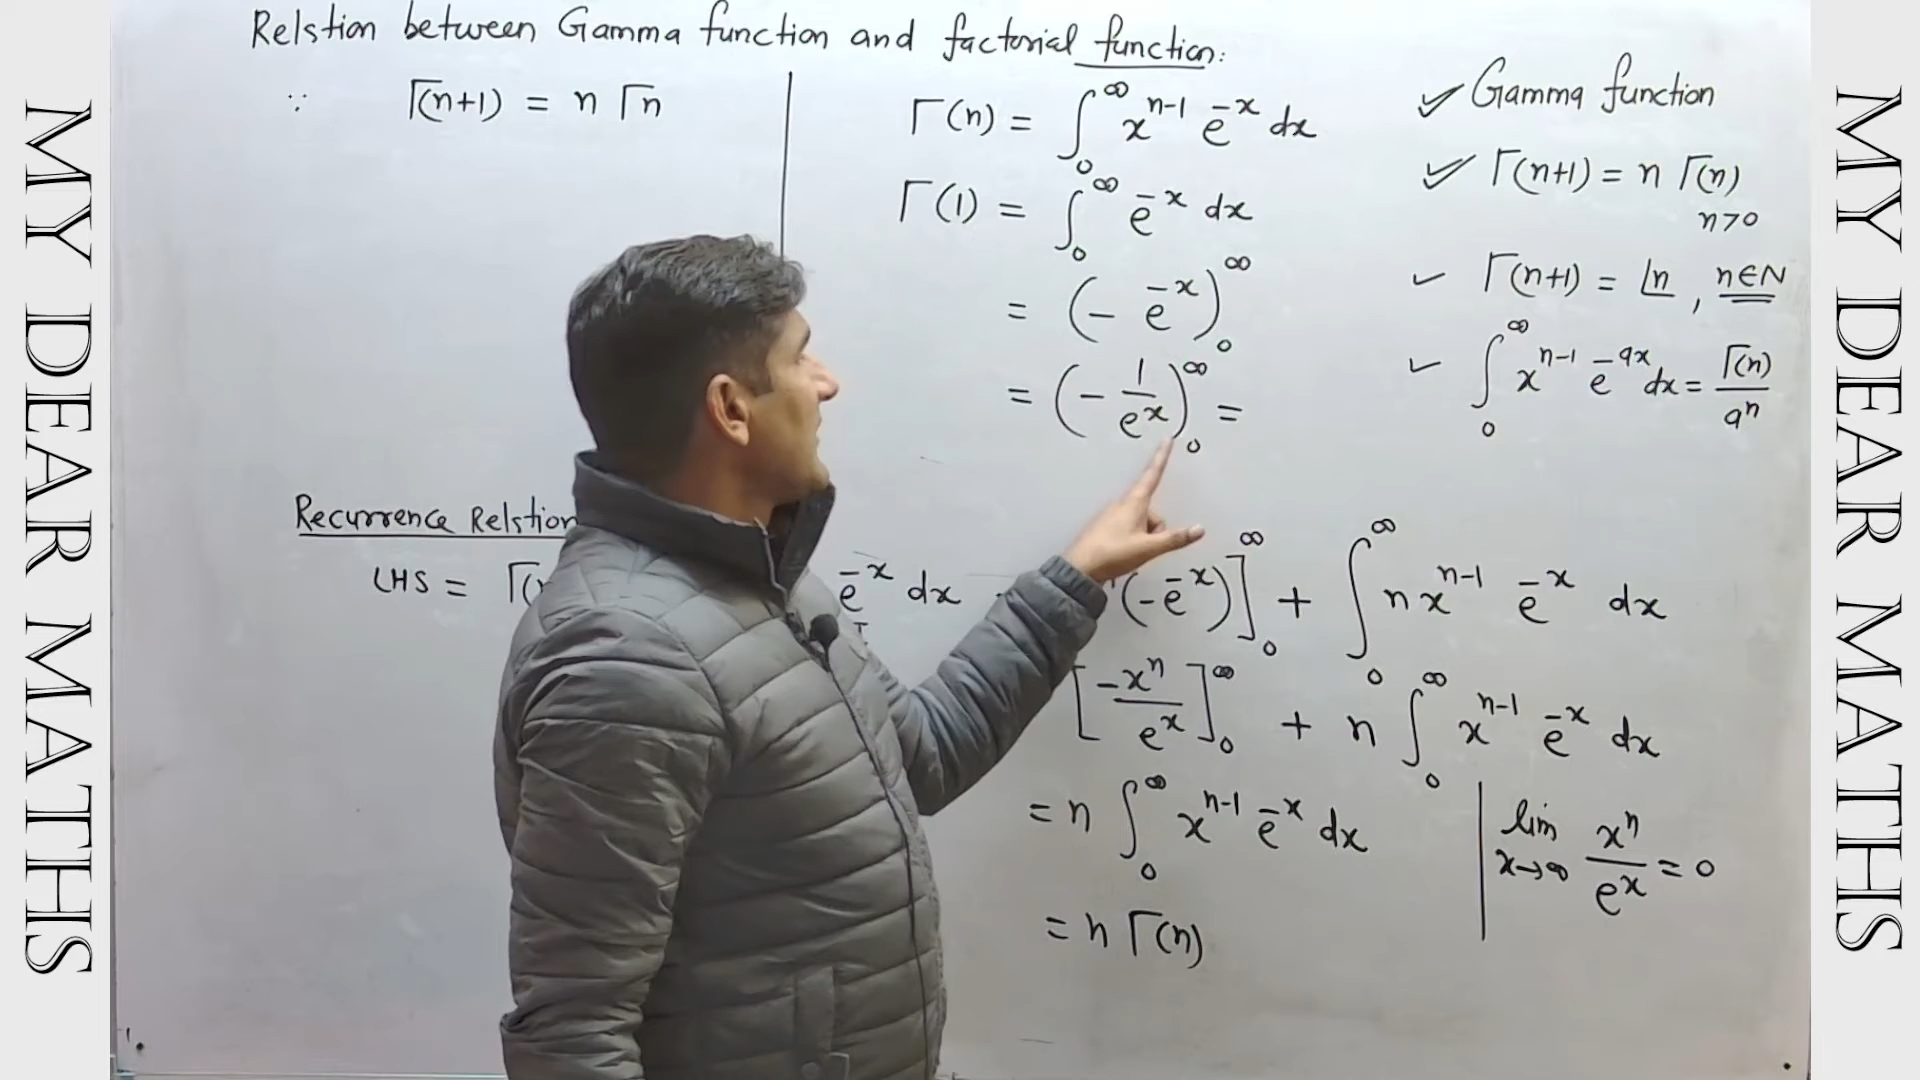 MY DEAR MATHS
Relstion between Gamma function and factorial function:
∵ Γ(n+1) = n Γn
Γ(n) = ∫₀^∞ x^(n-1) e^(-x) dx
Γ(1) = ∫₀^∞ e^(-x) dx
= (- e^(-x))₀^∞
= (- 1/e^x)₀^∞ =
✓ Gamma function
✓ Γ(n+1) = n Γ(n)
n>0
✓ Γ(n+1) = ⌊n , n∈N
✓ ∫₀^∞ x^(n-1) e^(-ax) dx = Γ(n)/a^n
Recurrence Relstion
LHS =
e^(-x) dx
(-e^(-x))]₀^∞ + ∫₀^∞ n x^(n-1) e^(-x) dx
[-x^n/e^x]₀^∞ + n ∫₀^∞ x^(n-1) e^(-x) dx
= n ∫₀^∞ x^(n-1) e^(-x) dx
lim x→∞ x^n/e^x = 0
= n Γ(n)
MY DEAR MATHS